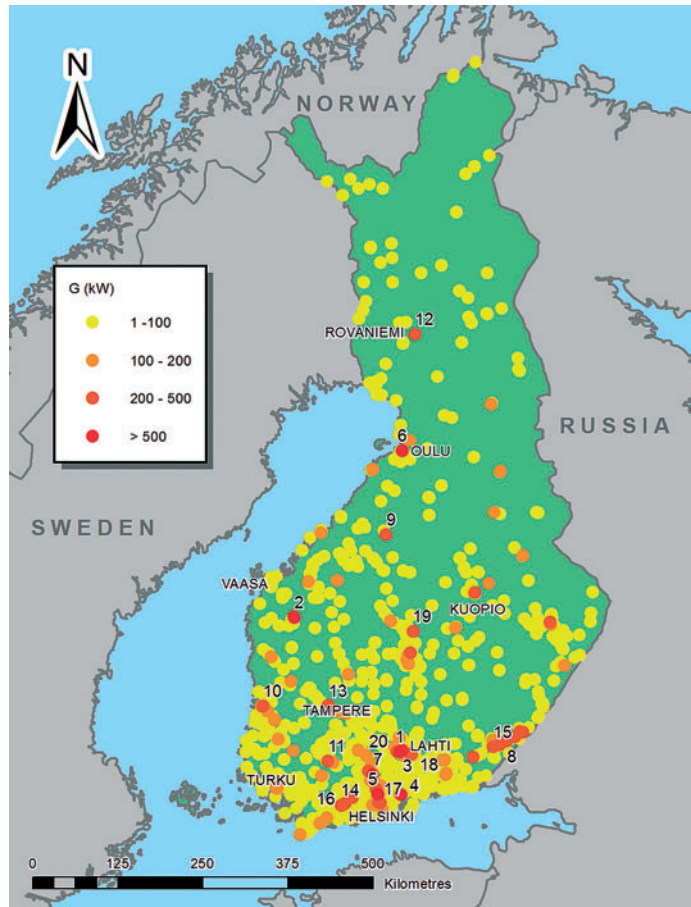 N
NORWAY
G (kW)
1 -100
100 - 200
200 - 500
> 500
12
ROVANIEMI
RUSSIA
6
OULU
SWEDEN
9
VAASA
2
KUOPIO
19
10
13
TAMPERE
15
1
20
LAHTI
11
7
3
18
8
TURKU
5
16
14
17
4
HELSINKI
0
125
250
375
500
Kilometres